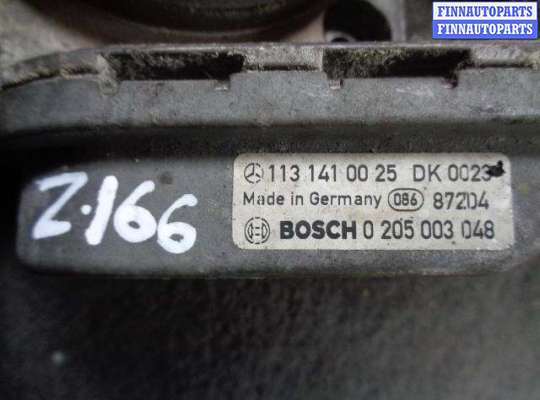 FINNAUTOPARTS
FINNAUTOPARTS
113 141 00 25 DK 0023
Made in Germany 086 87204
BOSCH 0 205 003 048
Z.166